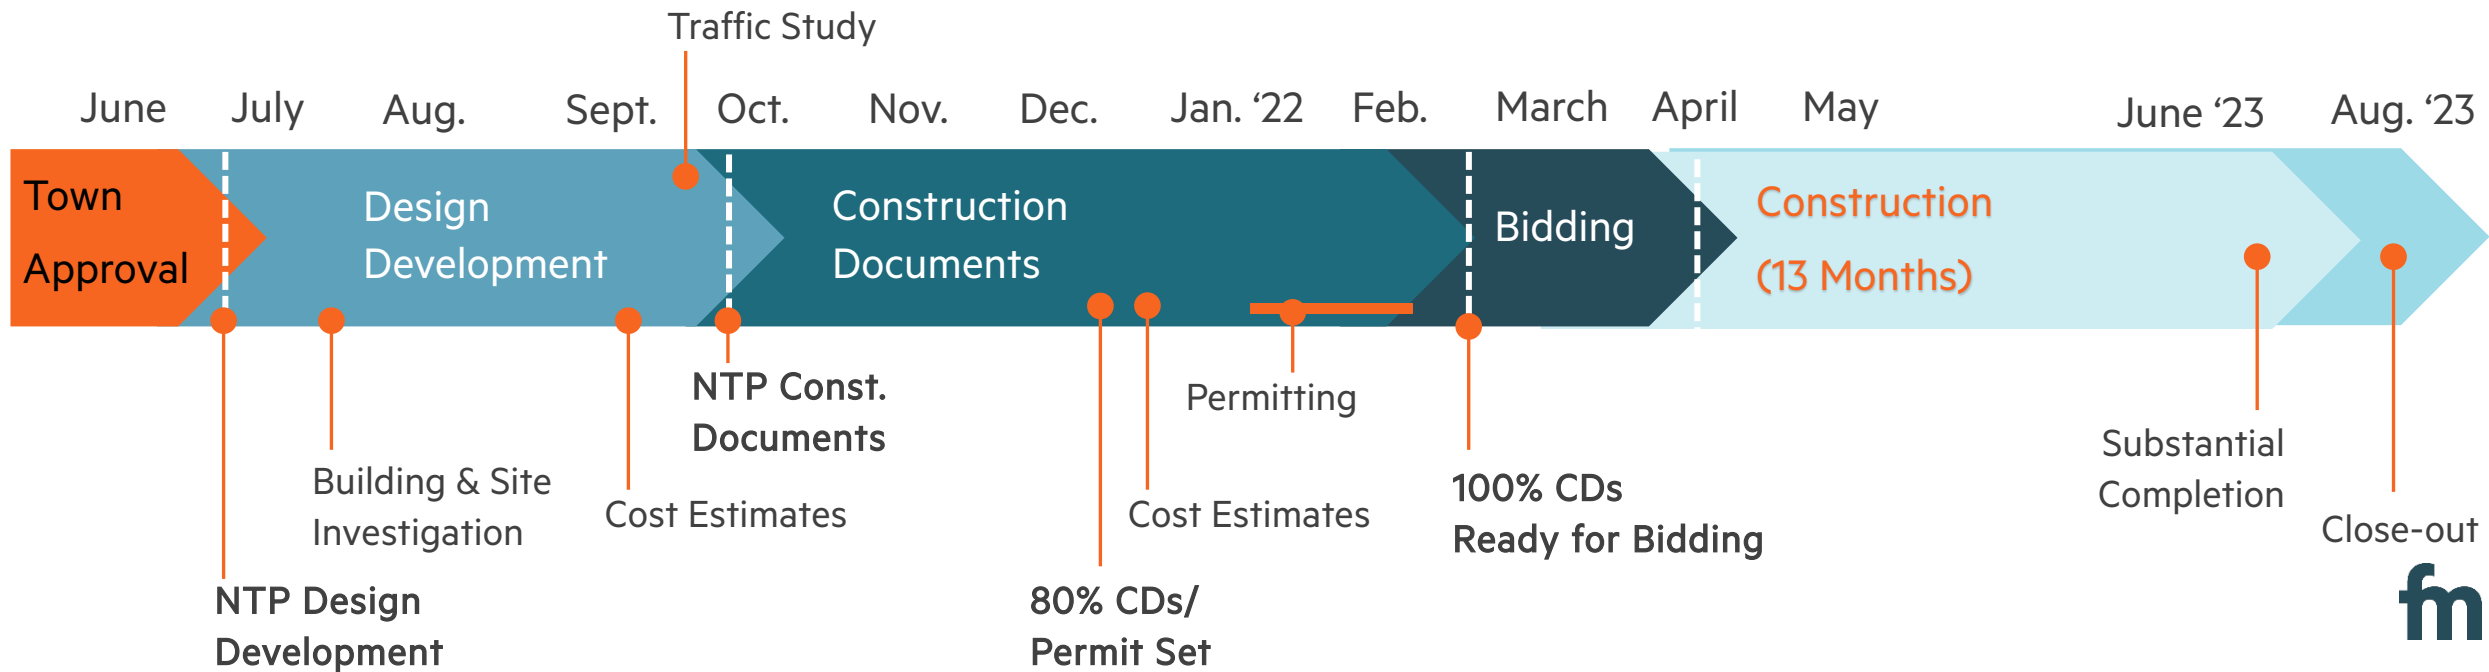 Traffic Study
June July Aug. Sept. Oct. Nov. Dec. Jan. ‘22 Feb. March April May June ‘23 Aug. ‘23
Town
Approval
Design
Development
Construction
Documents
Bidding
Construction
(13 Months)
NTP Const.
Documents
Permitting
Building & Site
Investigation
Cost Estimates
Cost Estimates
100% CDs
Ready for Bidding
Substantial
Completion
Close-out
NTP Design
Development
80% CDs/
Permit Set
fm